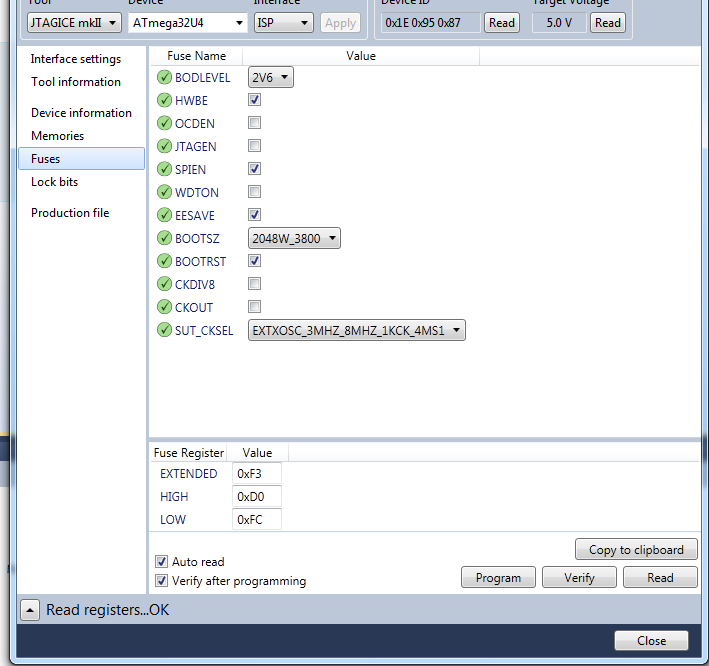 Tool Device Interface Device ID Target Voltage
JTAGICE mkII ATmega32U4 ISP Apply 0x1E 0x95 0x87 Read 5.0 V Read
Interface settings
Tool information
Device information
Memories
Fuses
Lock bits
Production file
Fuse Name Value
BODLEVEL 2V6
HWBE
OCDEN
JTAGEN
SPIEN
WDTON
EESAVE
BOOTSZ 2048W_3800
BOOTRST
CKDIV8
CKOUT
SUT_CKSEL EXTXOSC_3MHZ_8MHZ_1KCK_4MS1
Fuse Register Value
EXTENDED 0xF3
HIGH 0xD0
LOW 0xFC
Copy to clipboard
Auto read
Verify after programming
Program Verify Read
Read registers...OK
Close